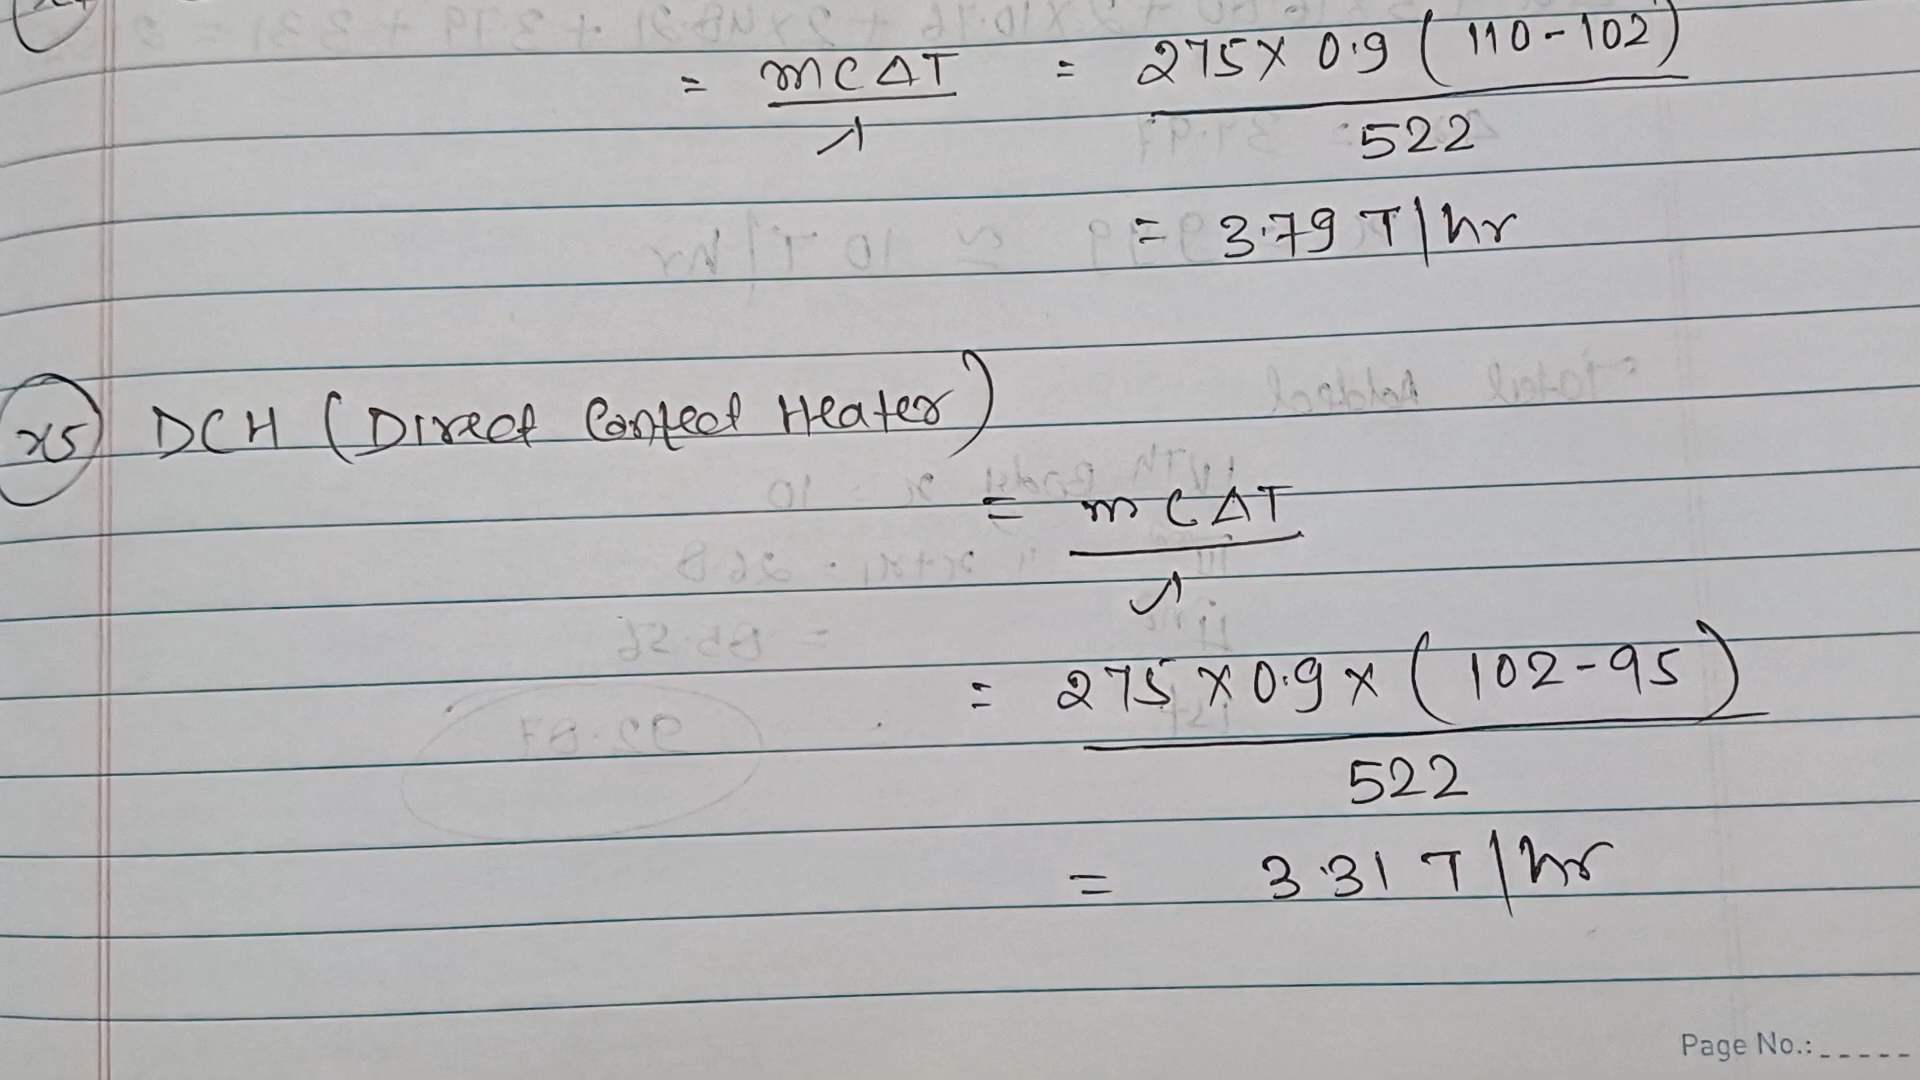 = mCΔT / λ = 275 × 0.9 (110 - 102) / 522
= 3.79 T/hr
x5 DCH (Direct Contect Heater)
= mCΔT / λ
= 275 × 0.9 × (102 - 95) / 522
= 3.31 T/hr
Page No.: